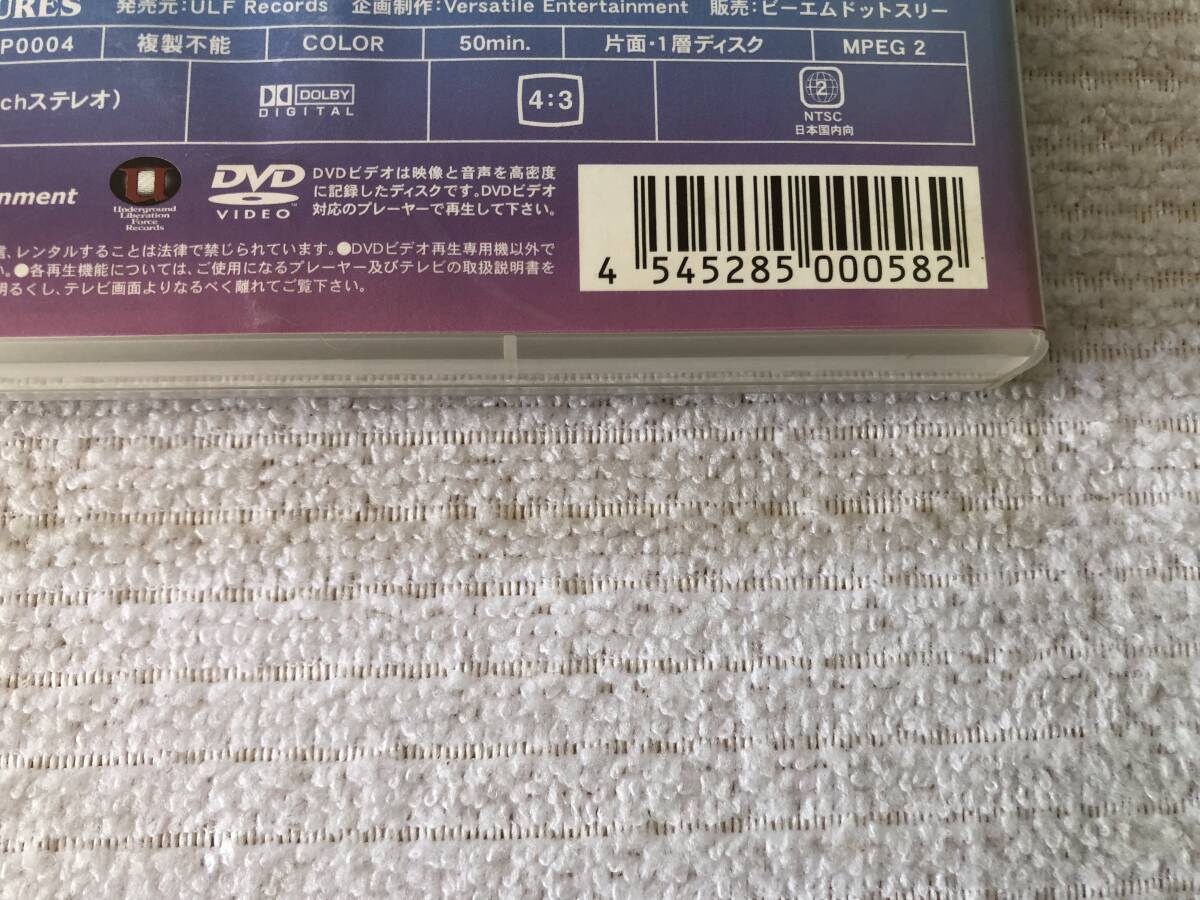 URES 発売元:ULF Records 企画制作:Versatile Entertainment 販売:ビーエムドットスリー
P0004 複製不能 COLOR 50min. 片面・1層ディスク MPEG 2
chステレオ)
DOLBY
DIGITAL
4:3
2
NTSC
日本国内向
nment
Underground
Liberation
Force
Records
DVD
VIDEO
DVDビデオは映像と音声を高密度
に記録したディスクです。DVDビデオ
対応のプレーヤーで再生して下さい。
信、レンタルすることは法律で禁じられています。●DVDビデオ再生専用機以外で
い。●各再生機能については、ご使用になるプレーヤー及びテレビの取扱説明書を
明るくし、テレビ画面よりなるべく離れてご覧下さい。
4 545285 000582